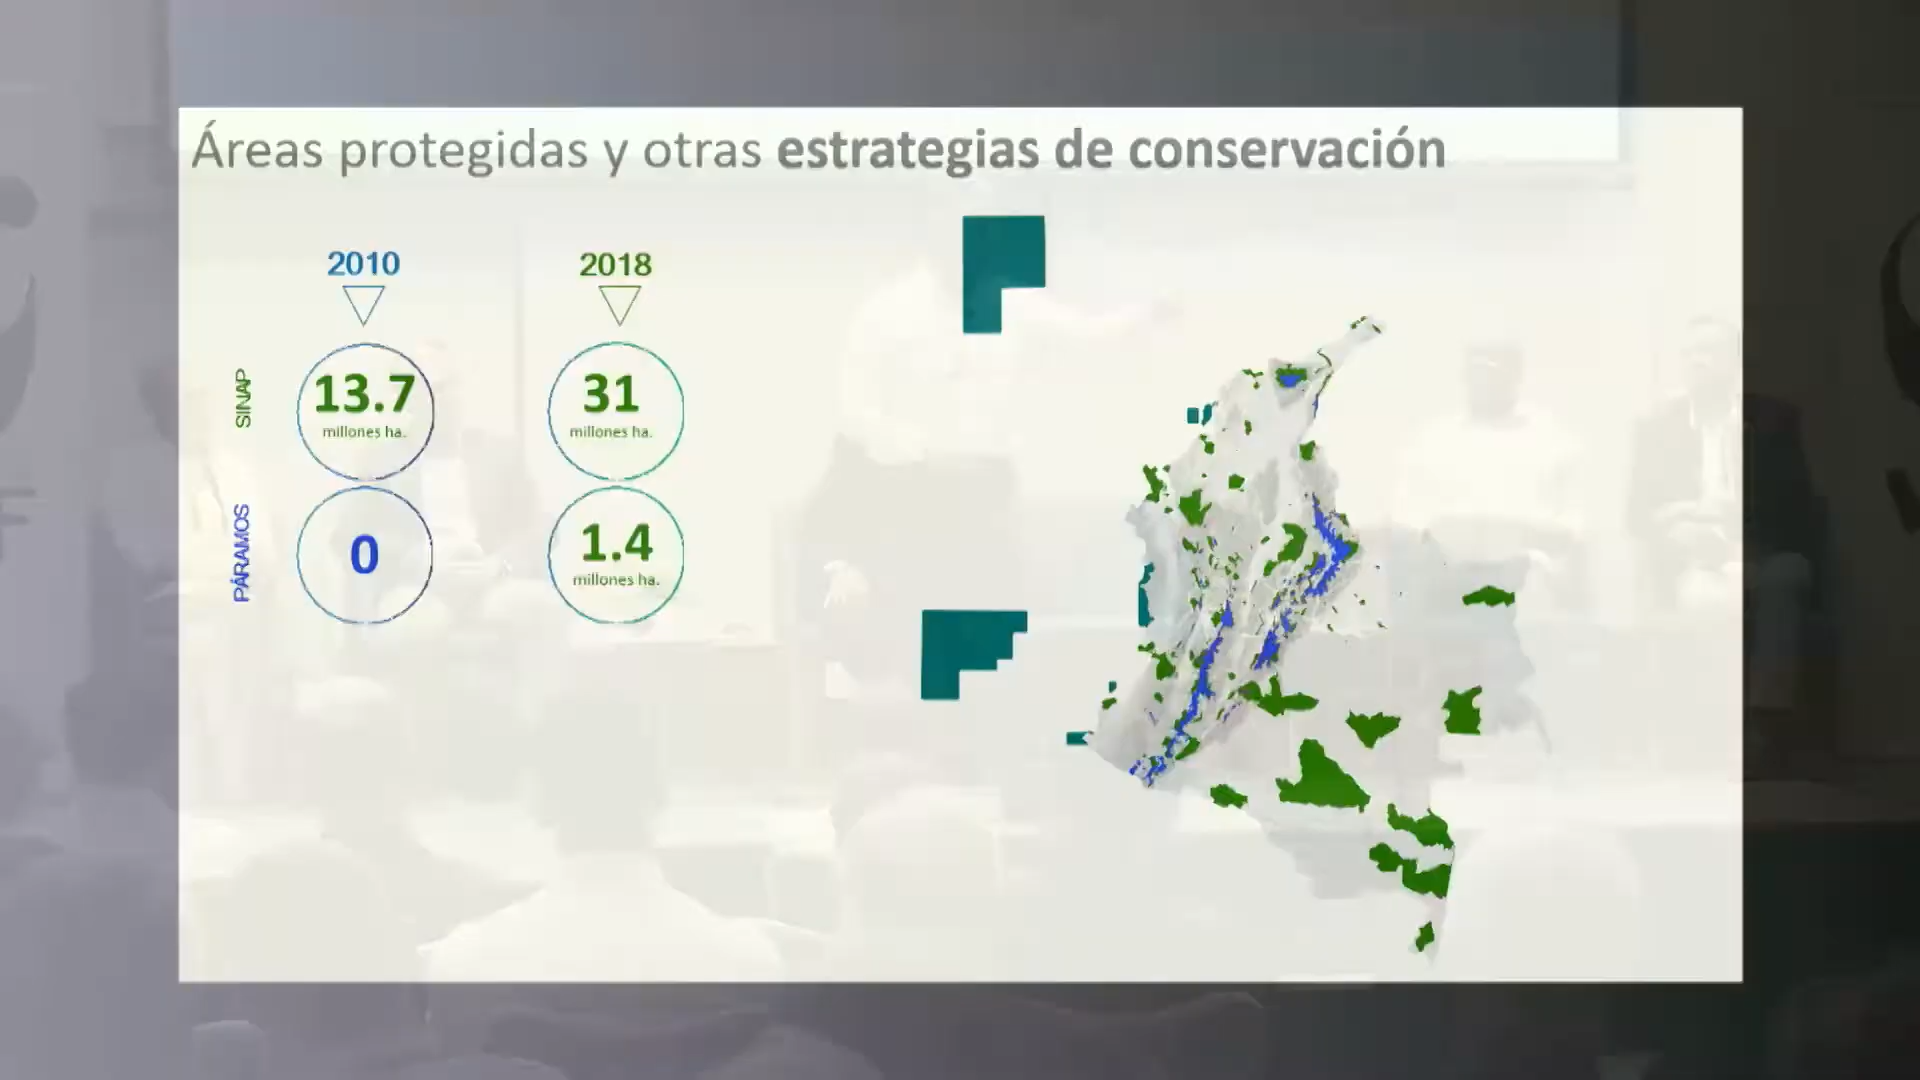 Áreas protegidas y otras estrategias de conservación
2010
2018
SINAP
13.7
millones ha.
31
millones ha.
PÁRAMOS
0
1.4
millones ha.